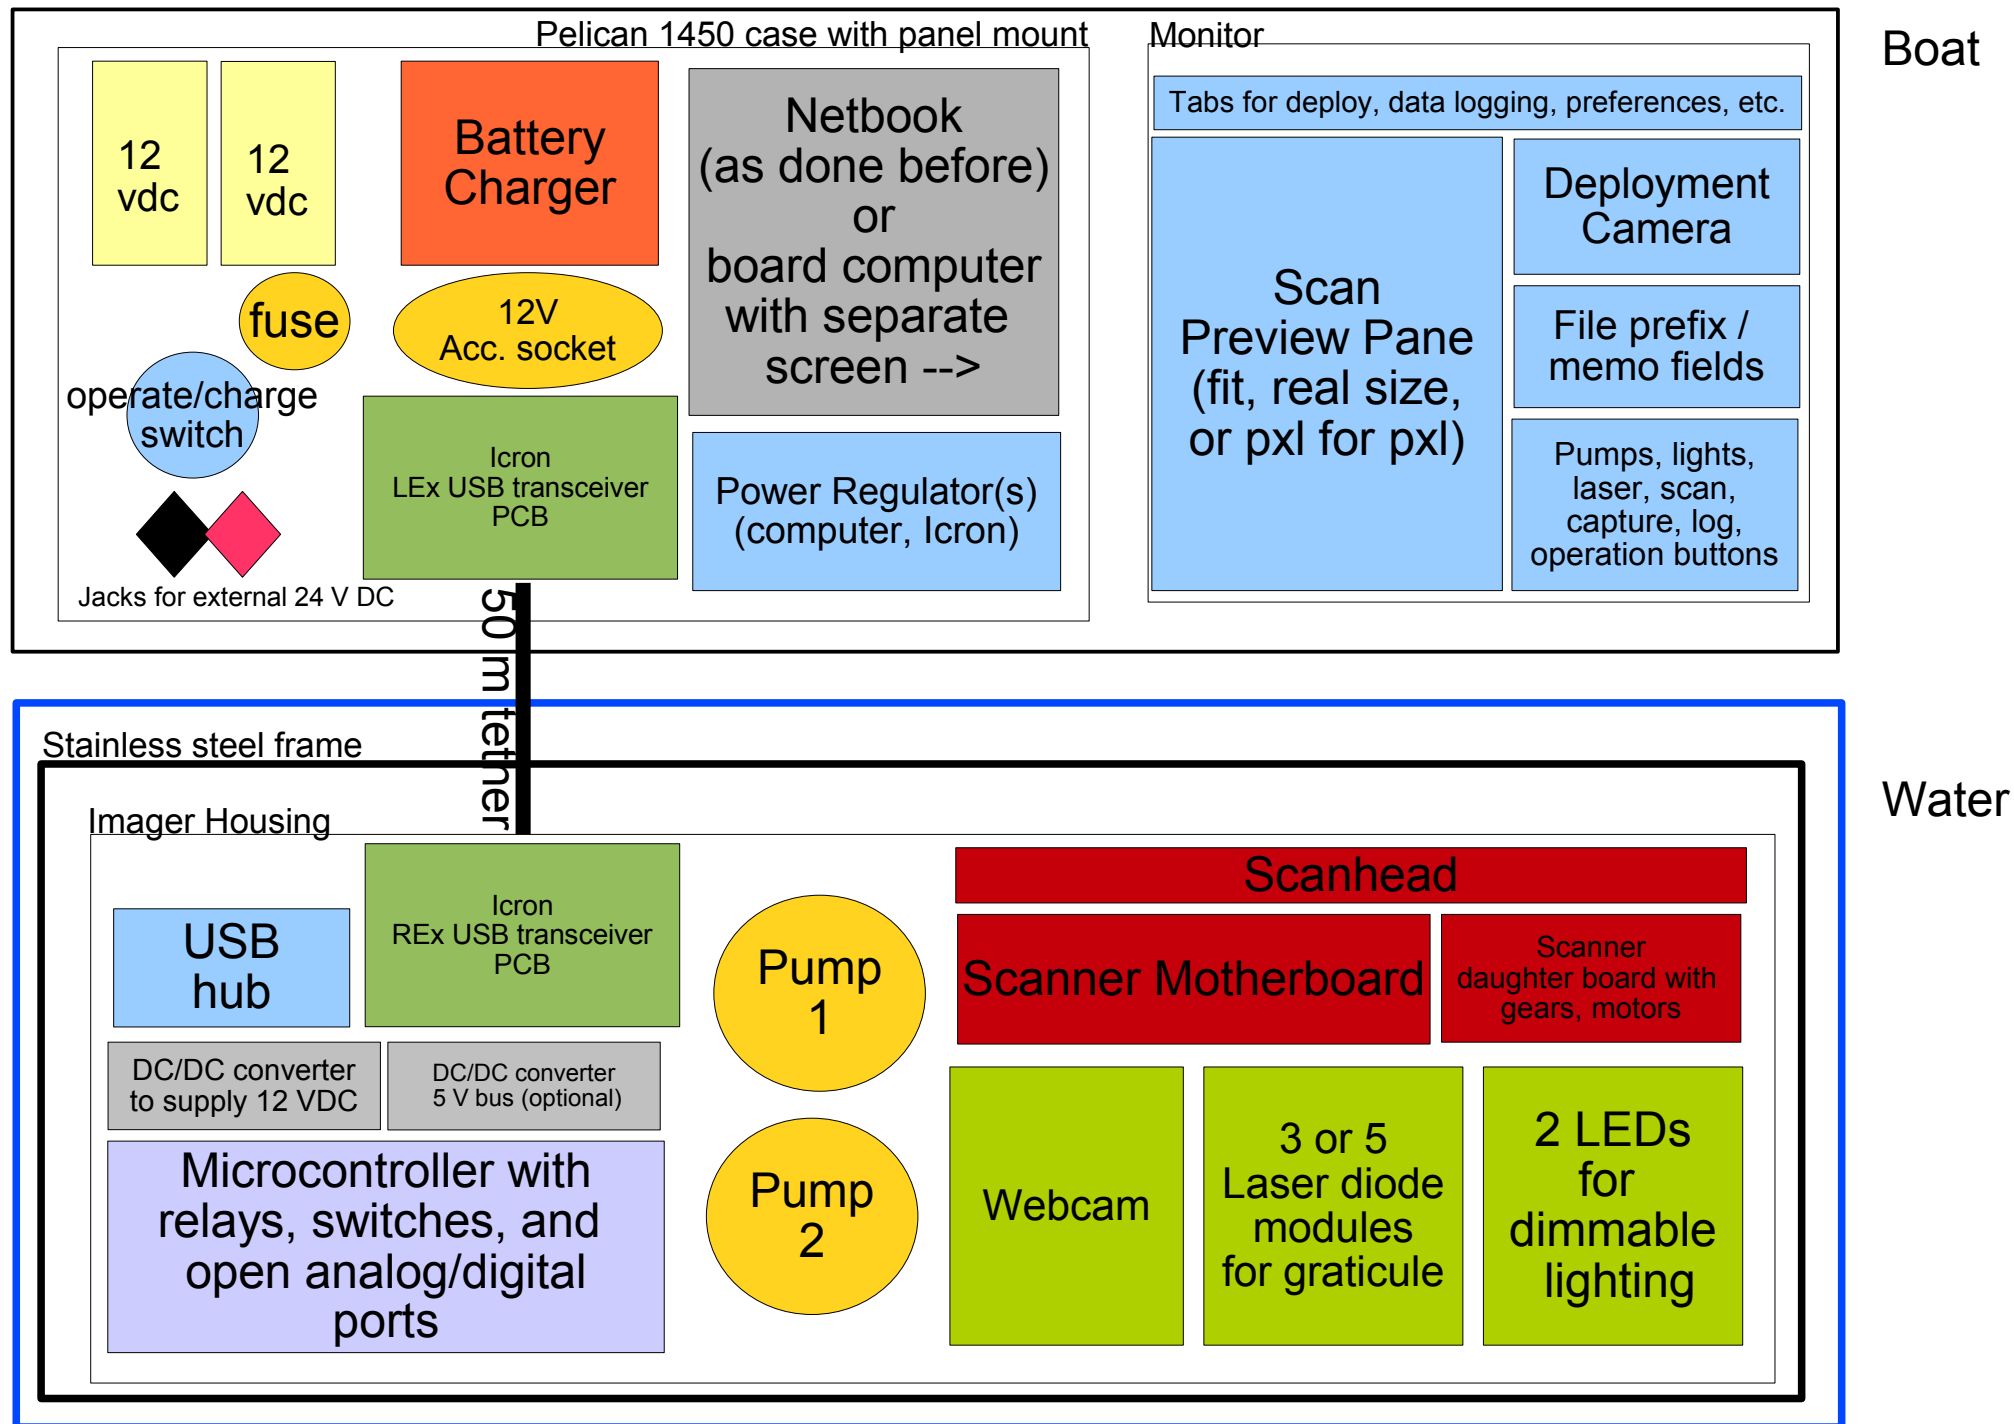 Boat
Pelican 1450 case with panel mount
12
vdc
12
vdc
Battery
Charger
Netbook
(as done before)
or
board computer
with separate
screen -->
fuse
12V
Acc. socket
operate/charge
switch
Icron
LEx USB transceiver
PCB
Power Regulator(s)
(computer, Icron)
Jacks for external 24 V DC
Monitor
Tabs for deploy, data logging, preferences, etc.
Scan
Preview Pane
(fit, real size,
or pxl for pxl)
Deployment
Camera
File prefix /
memo fields
Pumps, lights,
laser, scan,
capture, log,
operation buttons
50 m tether
Water
Stainless steel frame
Imager Housing
USB
hub
Icron
REx USB transceiver
PCB
DC/DC converter
to supply 12 VDC
DC/DC converter
5 V bus (optional)
Microcontroller with
relays, switches, and
open analog/digital
ports
Pump
1
Pump
2
Scanhead
Scanner Motherboard
Scanner
daughter board with
gears, motors
Webcam
3 or 5
Laser diode
modules
for graticule
2 LEDs
for
dimmable
lighting